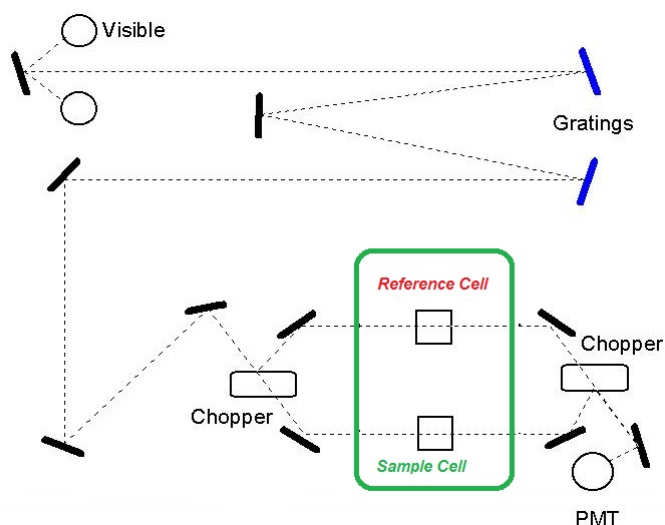 Visible
Gratings
Reference Cell
Chopper
Chopper
Sample Cell
PMT